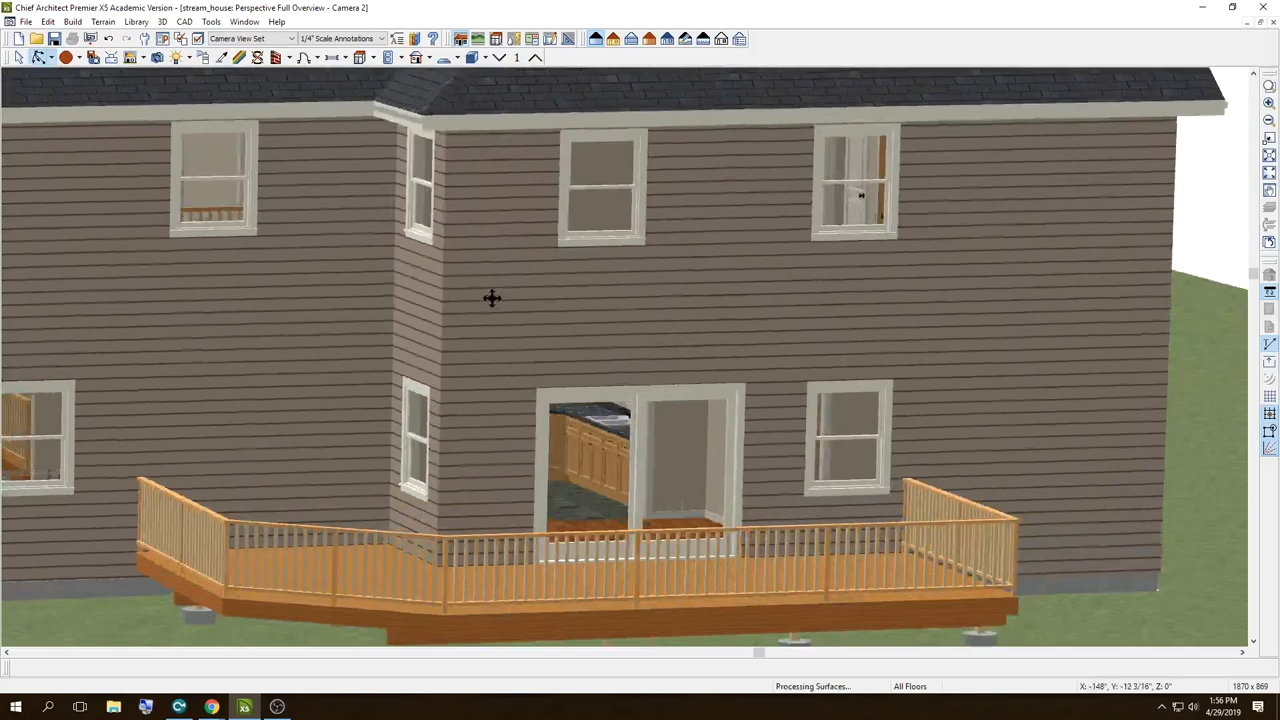 Chief Architect Premier X5 Academic Version - [stream_house: Perspective Full Overview - Camera 2]
File Edit Build Terrain Library 3D CAD Tools Window Help
Camera View Set 1/4" Scale Annotations
1
Processing Surfaces... All Floors X: -148", Y: -12 3/16", Z: 0" 1870 x 869
X5
1:56 PM
4/29/2019